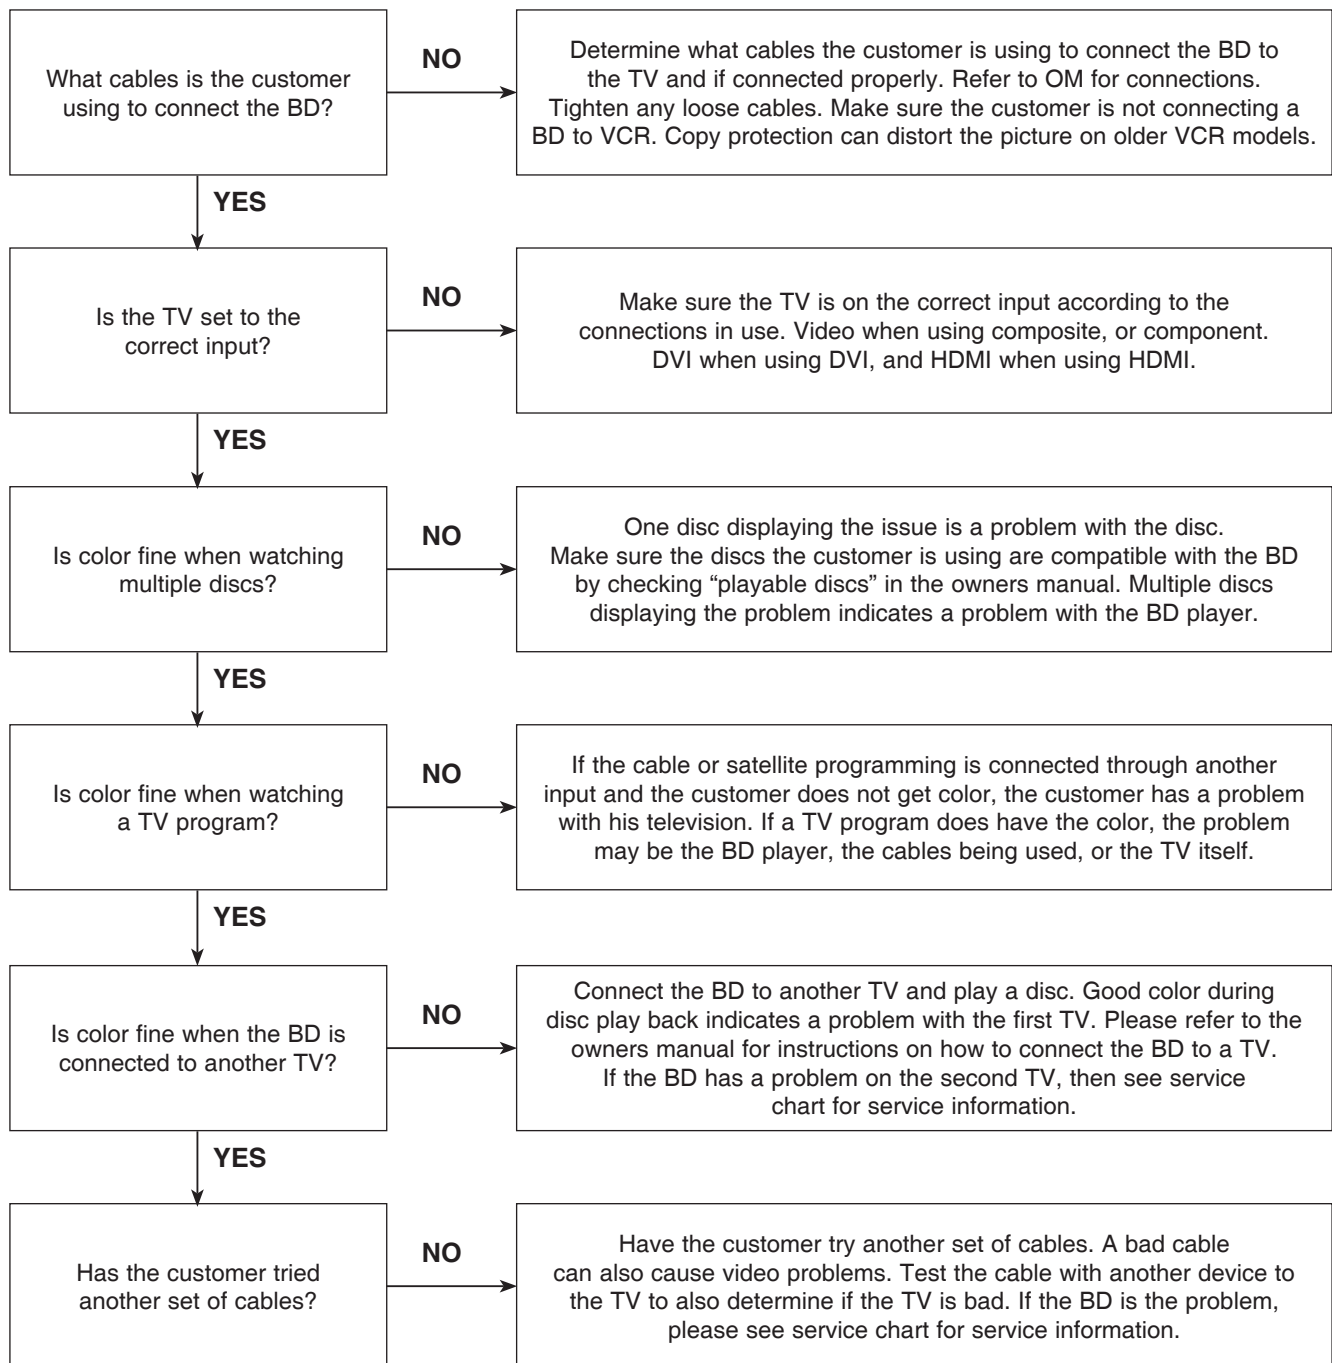 What cables is the customer
using to connect the BD?
NO
Determine what cables the customer is using to connect the BD to
the TV and if connected properly. Refer to OM for connections.
Tighten any loose cables. Make sure the customer is not connecting a
BD to VCR. Copy protection can distort the picture on older VCR models.
YES
Is the TV set to the
correct input?
NO
Make sure the TV is on the correct input according to the
connections in use. Video when using composite, or component.
DVI when using DVI, and HDMI when using HDMI.
YES
Is color fine when watching
multiple discs?
NO
One disc displaying the issue is a problem with the disc.
Make sure the discs the customer is using are compatible with the BD
by checking “playable discs” in the owners manual. Multiple discs
displaying the problem indicates a problem with the BD player.
YES
Is color fine when watching
a TV program?
NO
If the cable or satellite programming is connected through another
input and the customer does not get color, the customer has a problem
with his television. If a TV program does have the color, the problem
may be the BD player, the cables being used, or the TV itself.
YES
Is color fine when the BD is
connected to another TV?
NO
Connect the BD to another TV and play a disc. Good color during
disc play back indicates a problem with the first TV. Please refer to the
owners manual for instructions on how to connect the BD to a TV.
If the BD has a problem on the second TV, then see service
chart for service information.
YES
Has the customer tried
another set of cables?
NO
Have the customer try another set of cables. A bad cable
can also cause video problems. Test the cable with another device to
the TV to also determine if the TV is bad. If the BD is the problem,
please see service chart for service information.